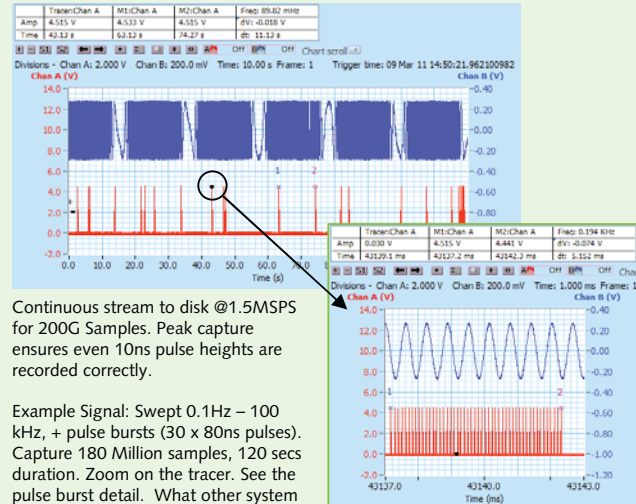 Tracer:Chan A M1:Chan A M2:Chan A Freq: 89.82 mHz
Amp 4.515 V 4.533 V 4.515 V dV: -0.018 V
Time 43.13 s 63.13 s 74.27 s dt: 11.13 s
S1 S2 Off Off Chart scroll
Divisions - Chan A: 2.000 V Chan B: 200.0 mV Time: 10.00 s Frame: 1 Trigger time: 09 Mar 11 14:50:21.962100982
Chan A (V) Chan B (V)
14.0 -0.40
12.0 -0.20
10.0 0.00
8.0 -0.20
6.0 -0.40
1 2
4.0 -0.60
2.0 -0.80
0.0
-2.0
0.0 10.0 20.0 30.0 40.0 50.0 60.0 70.0
Time (s)
Tracer:Chan A M1:Chan A M2:Chan A Freq: 0.194 KHz
Amp 0.030 V 4.515 V 4.441 V dV: -0.074 V
Time 43139.1 ms 43137.2 ms 43142.3 ms dt: 5.152 ms
S1 S2 Off Off Cha
Divisions - Chan A: 2.000 V Chan B: 200.0 mV Time: 1.000 ms Frame: 1
Chan A (V) Chan B (V)
14.0 -0.40
12.0 -0.20
10.0 -0.00
8.0 -0.20
6.0 -0.40
1 2
4.0 -0.60
2.0 -0.80
0.0 -1.00
-2.0 -1.20
43137.0 43140.0 43143.0
Time (ms)
Continuous stream to disk @1.5MSPS
for 200G Samples. Peak capture
ensures even 10ns pulse heights are
recorded correctly.
Example Signal: Swept 0.1Hz – 100
kHz, + pulse bursts (30 x 80ns pulses).
Capture 180 Million samples, 120 secs
duration. Zoom on the tracer. See the
pulse burst detail. What other system